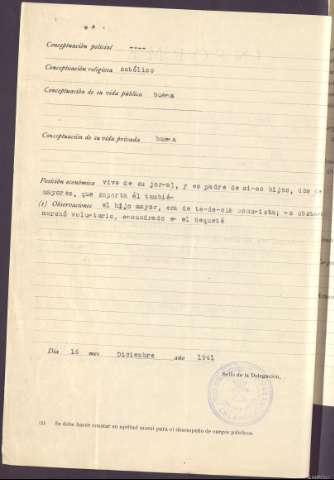 Conceptuación policial ----
Conceptuación religiosa católico
Conceptuación de su vida pública buena
Conceptuación de su vida privada buena
Posición económica vive de su jornal, y es padre de hijos, dos
mayores, que soporta él también
(1) Observaciones el hijo mayor, era de tendencia no obstante
marchó voluntario, encuadrado en el Requeté
Día 16 mes Diciembre año 1941
Sello de la Delegación,
(1) Se debe hacer constar su aptitud moral para el desempeño de cargos públicos.